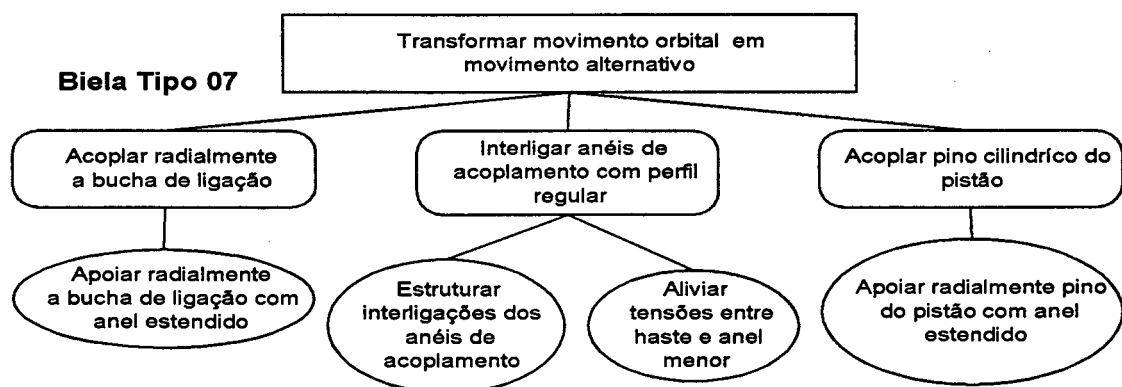 Transformar movimento orbital em
movimento alternativo
Biela Tipo 07
Acoplar radialmente
a bucha de ligação
Interligar anéis de
acoplamento com perfil
regular
Acoplar pino cilindríco do
pistão
Apoiar radialmente
a bucha de ligação com
anel estendido
Estruturar
interligações dos
anéis de
acoplamento
Aliviar
tensões entre
haste e anel
menor
Apoiar radialmente pino
do pistão com anel
estendido